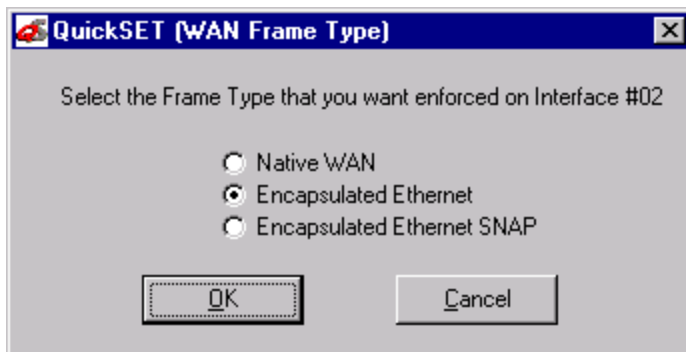 QuickSET (WAN Frame Type)
Select the Frame Type that you want enforced on Interface #02
Native WAN
Encapsulated Ethernet
Encapsulated Ethernet SNAP
OK Cancel